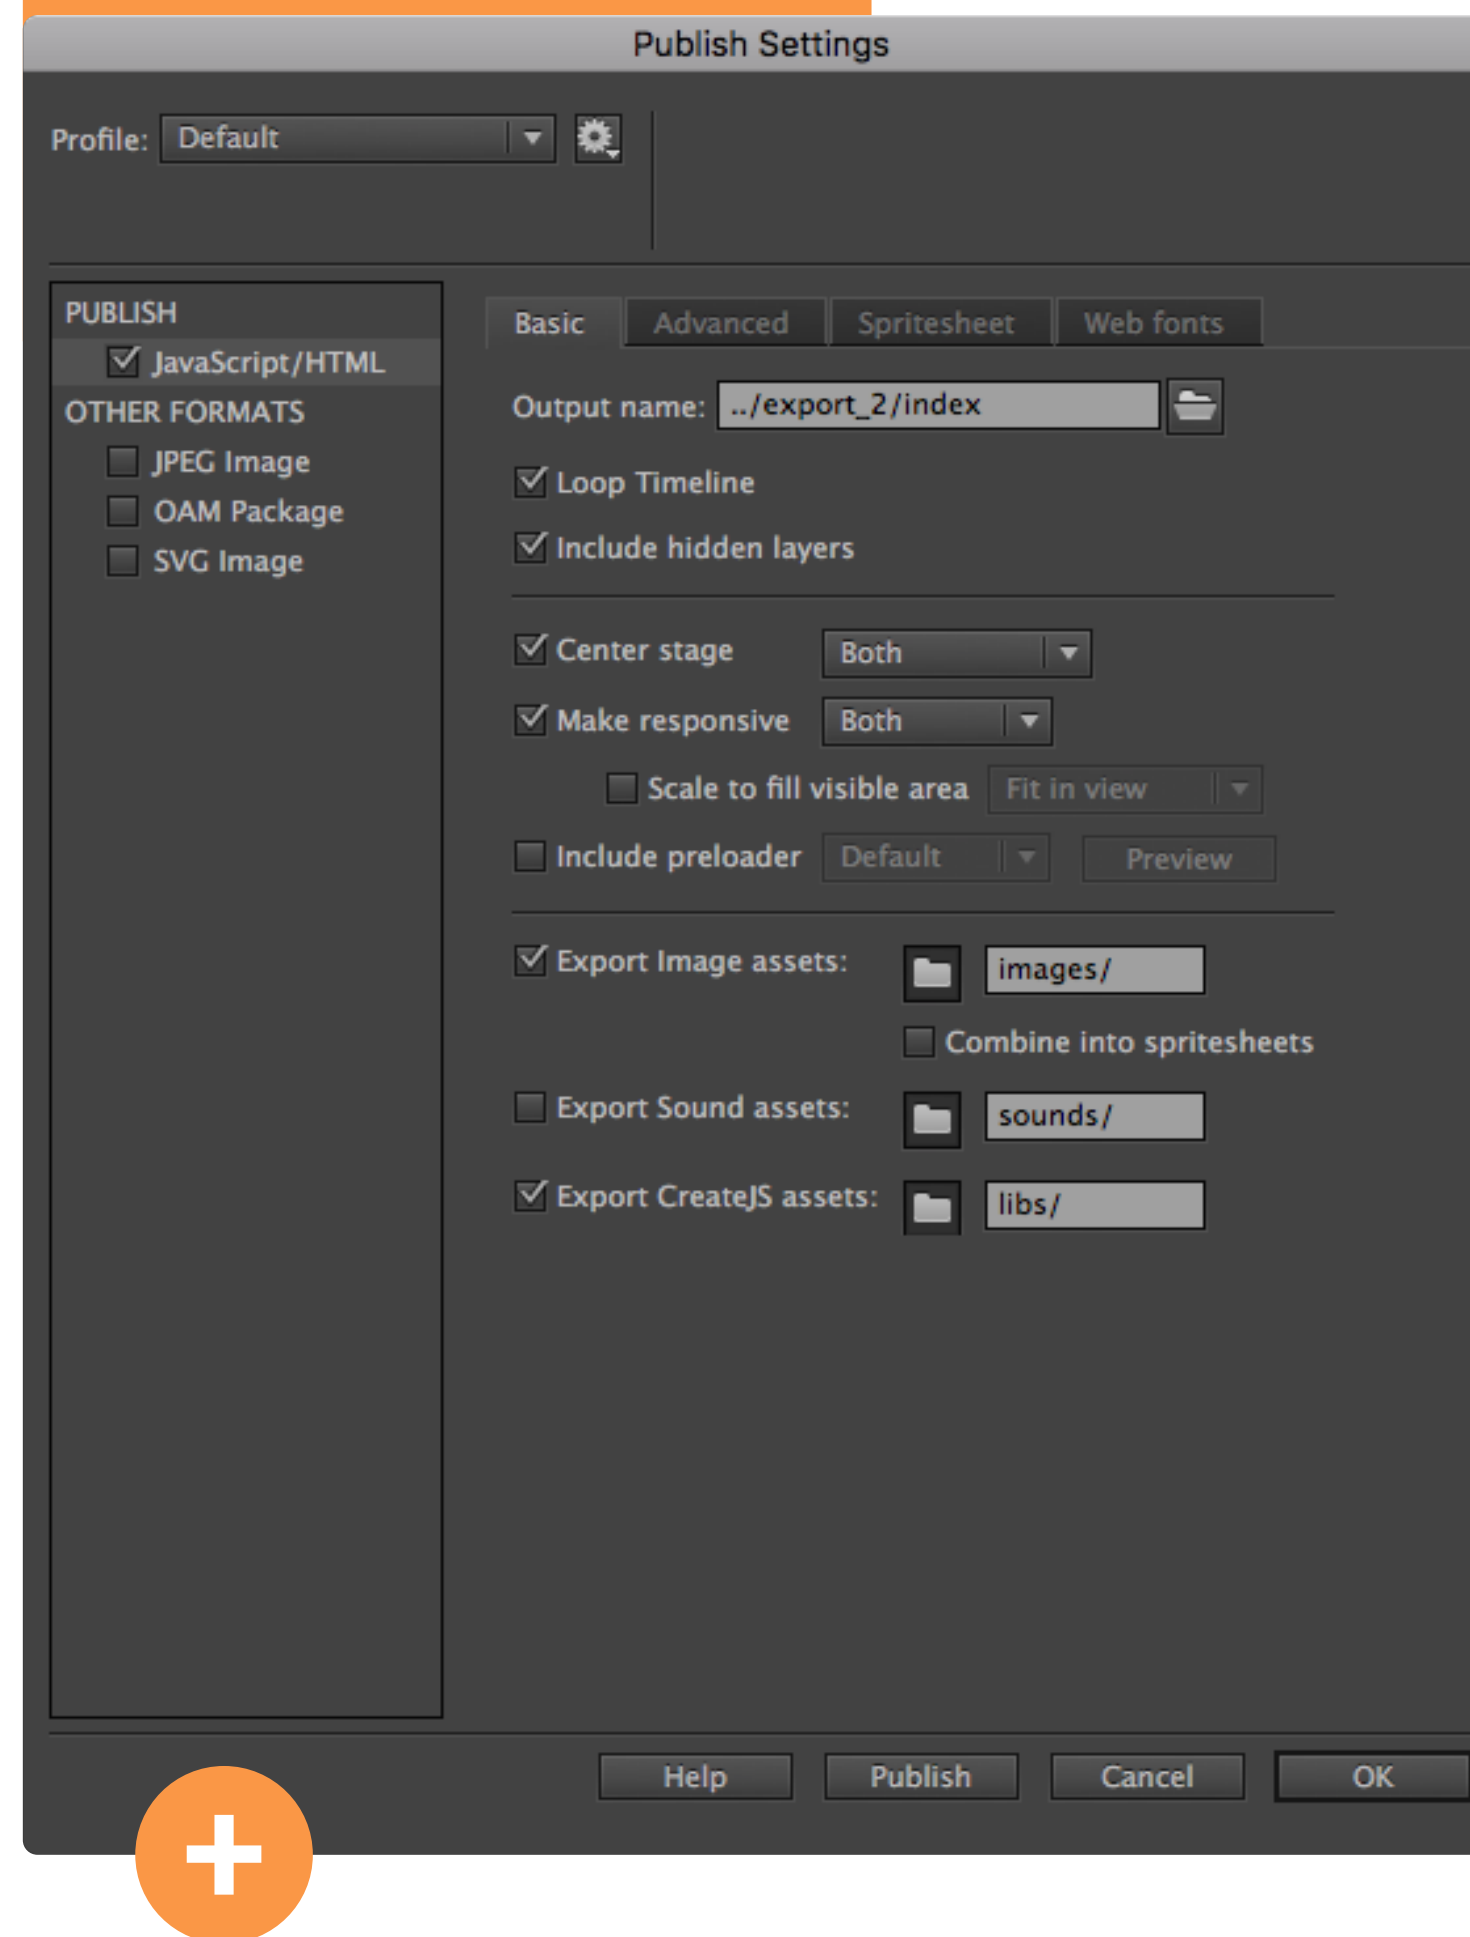 Publish Settings
Profile: Default
PUBLISH
JavaScript/HTML
OTHER FORMATS
JPEG Image
OAM Package
SVG Image
Basic Advanced Spritesheet Web fonts
Output name: ../export_2/index
Loop Timeline
Include hidden layers
Center stage Both
Make responsive Both
Scale to fill visible area Fit in view
Include preloader Default Preview
Export Image assets: images/
Combine into spritesheets
Export Sound assets: sounds/
Export CreateJS assets: libs/
Help Publish Cancel OK